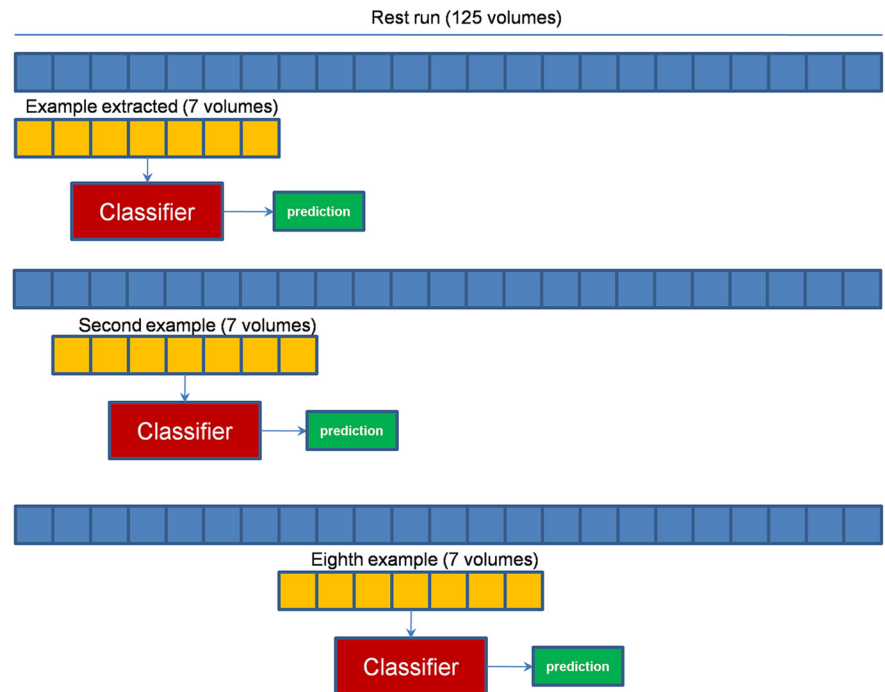 Rest run (125 volumes)
Example extracted (7 volumes)
Classifier
prediction
Second example (7 volumes)
Classifier
prediction
Eighth example (7 volumes)
Classifier
prediction